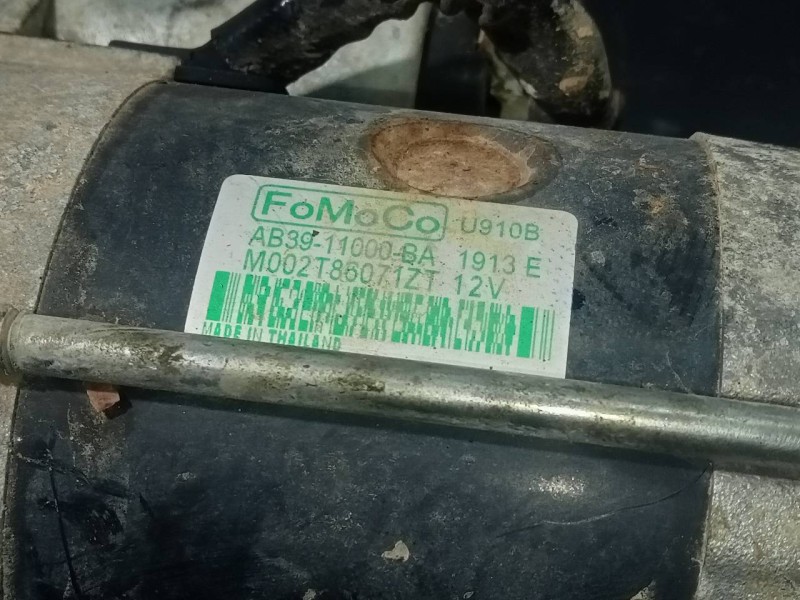 FoMoCo U910B
AB39-11000-BA 1913 E
M002T86071ZT 12V
MADE IN THAILAND